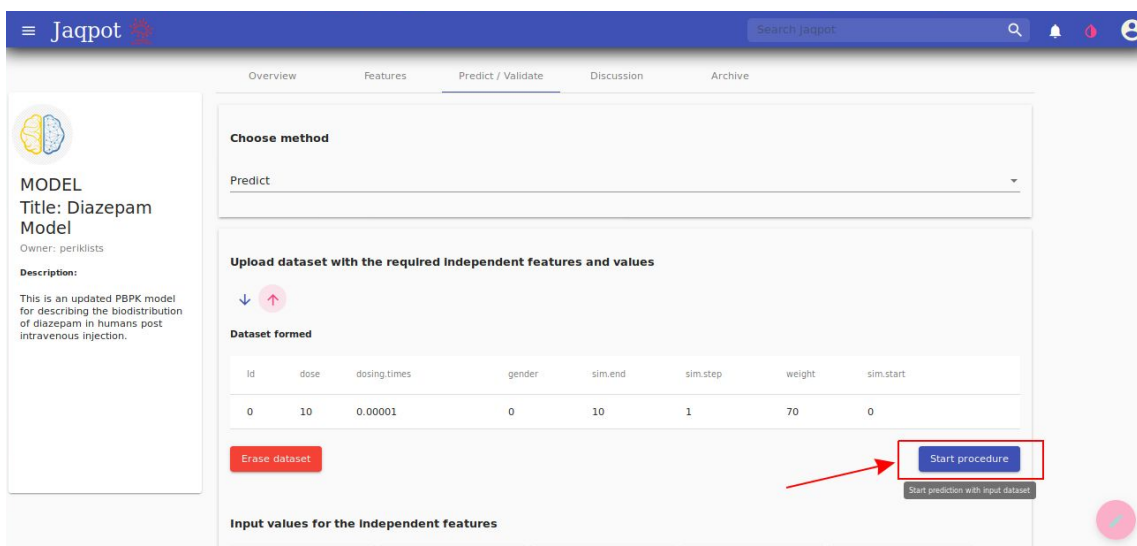 Jaqpot
Search Jaqpot
Overview Features Predict / Validate Discussion Archive
MODEL
Title: Diazepam
Model
Owner: periklists
Description:
This is an updated PBPK model
for describing the biodistribution
of diazepam in humans post
intravenous injection.
Choose method
Predict
Upload dataset with the required independent features and values
Dataset formed
Id dose dosing.times gender sim.end sim.step weight sim.start
0 10 0.00001 0 10 1 70 0
Erase dataset
Start procedure
Start prediction with input dataset
Input values for the independent features